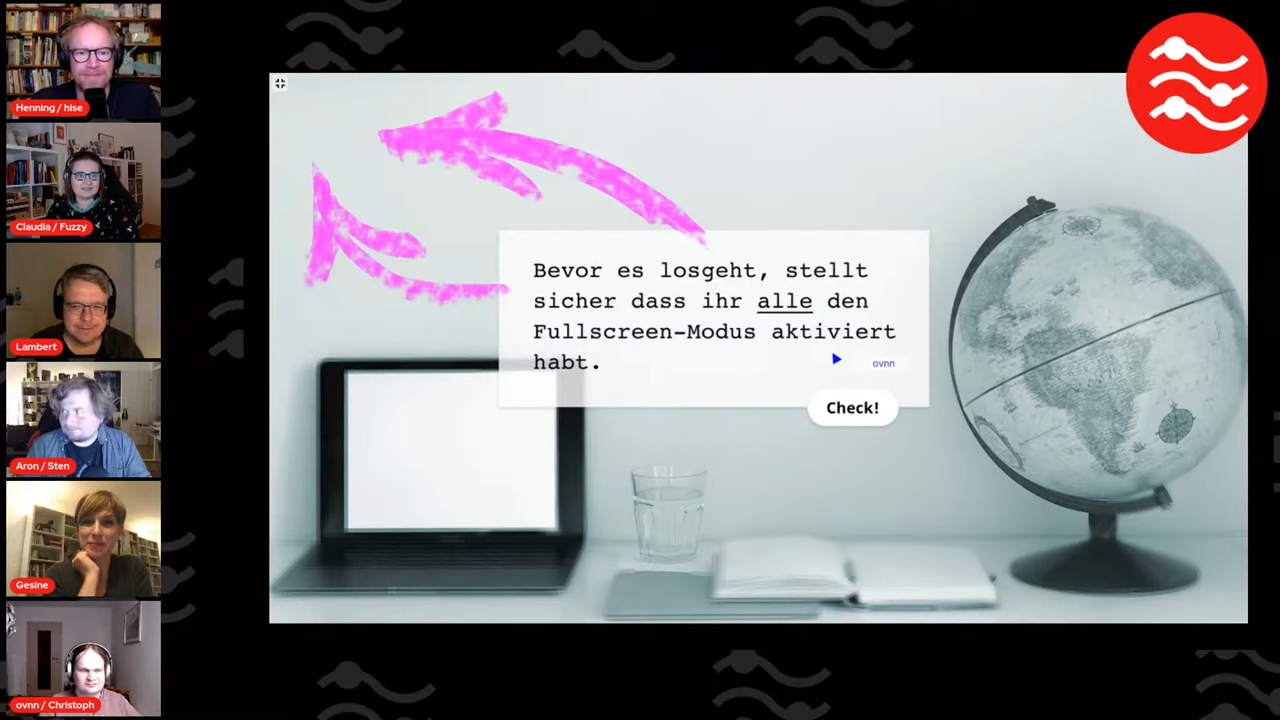 Henning / hise
Claudia / Fuzzy
Lambert
Aron / Sten
Gesine
ovnn / Christoph
Bevor es losgeht, stellt
sicher dass ihr alle den
Fullscreen-Modus aktiviert
habt.
ovnn
Check!